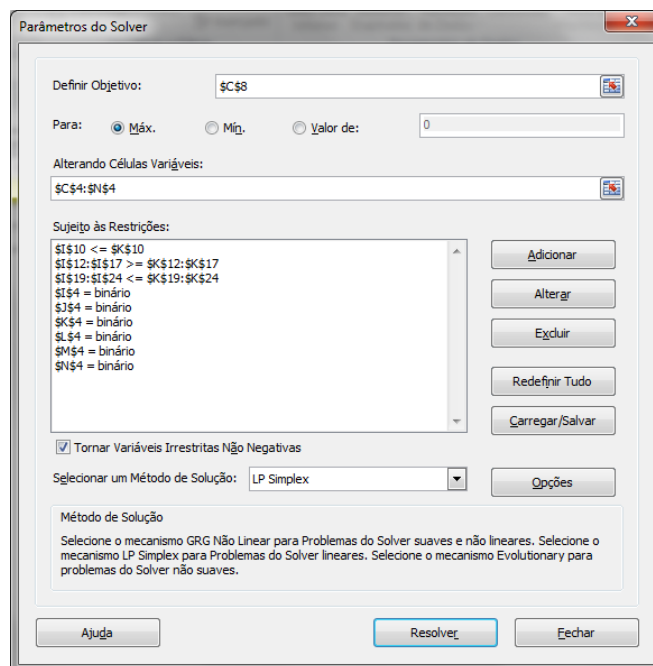 Parâmetros do Solver
Definir Objetivo: $C$8
Para: Máx. Mín. Valor de: 0
Alterando Células Variáveis:
$C$4:$N$4
Sujeito às Restrições:
$I$10 <= $K$10
$I$12:$I$17 >= $K$12:$K$17
$I$19:$I$24 <= $K$19:$K$24
$I$4 = binário
$J$4 = binário
$K$4 = binário
$L$4 = binário
$M$4 = binário
$N$4 = binário
Adicionar
Alterar
Excluir
Redefinir Tudo
Carregar/Salvar
Tornar Variáveis Irrestritas Não Negativas
Selecionar um Método de Solução: LP Simplex Opções
Método de Solução
Selecione o mecanismo GRG Não Linear para Problemas do Solver suaves e não lineares. Selecione o
mecanismo LP Simplex para Problemas do Solver lineares. Selecione o mecanismo Evolutionary para
problemas do Solver não suaves.
Ajuda Resolver Fechar